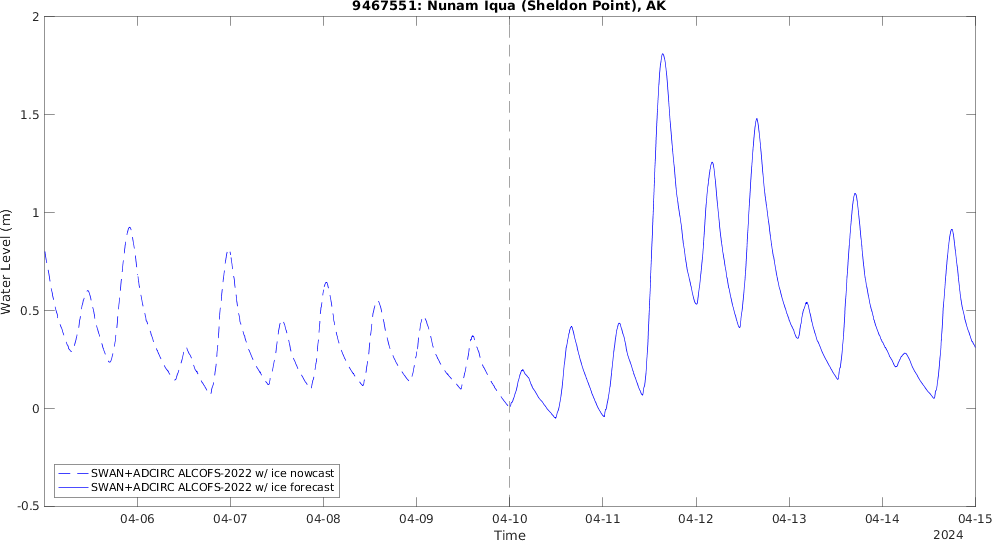 9467551: Nunam Iqua (Sheldon Point), AK
2
1.5
1
0.5
0
-0.5
Water Level (m)
SWAN+ADCIRC ALCOFS-2022 w/ ice nowcast
SWAN+ADCIRC ALCOFS-2022 w/ ice forecast
04-06 04-07 04-08 04-09 04-10 04-11 04-12 04-13 04-14 04-15
Time
2024